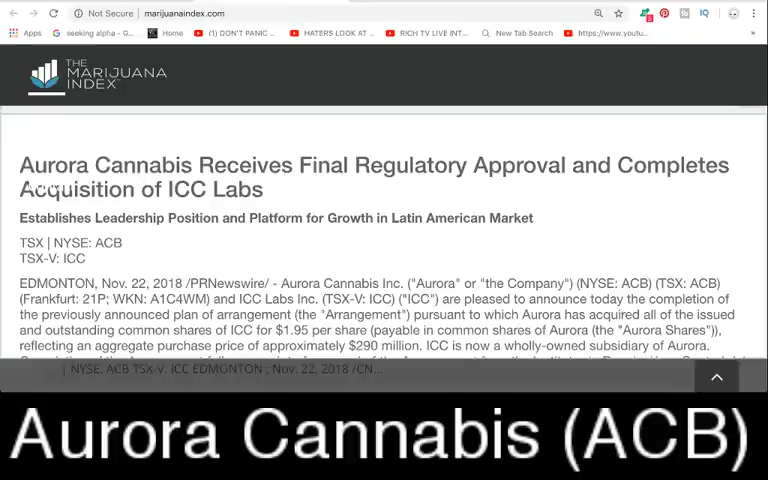 Not Secure | marijuanaindex.com
Apps
seeking alpha - G...
Home
(1) DON'T PANIC ...
HATERS LOOK AT ...
RICH TV LIVE INT...
New Tab Search
https://www.youtu...
THE
MARIJUANA
INDEX
Aurora Cannabis Receives Final Regulatory Approval and Completes
Acquisition of ICC Labs
Establishes Leadership Position and Platform for Growth in Latin American Market
TSX | NYSE: ACB
TSX-V: ICC
EDMONTON, Nov. 22, 2018 /PRNewswire/ - Aurora Cannabis Inc. ("Aurora" or "the Company") (NYSE: ACB) (TSX: ACB)
(Frankfurt: 21P; WKN: A1C4WM) and ICC Labs Inc. (TSX-V: ICC) ("ICC") are pleased to announce today the completion of
the previously announced plan of arrangement (the "Arrangement") pursuant to which Aurora has acquired all of the issued
and outstanding common shares of ICC for $1.95 per share (payable in common shares of Aurora (the "Aurora Shares")),
reflecting an aggregate purchase price of approximately $290 million. ICC is now a wholly-owned subsidiary of Aurora.
| NYSE, ACB TSX-V: ICC EDMONTON , Nov. 22, 2018 /CN...
Aurora Cannabis (ACB)